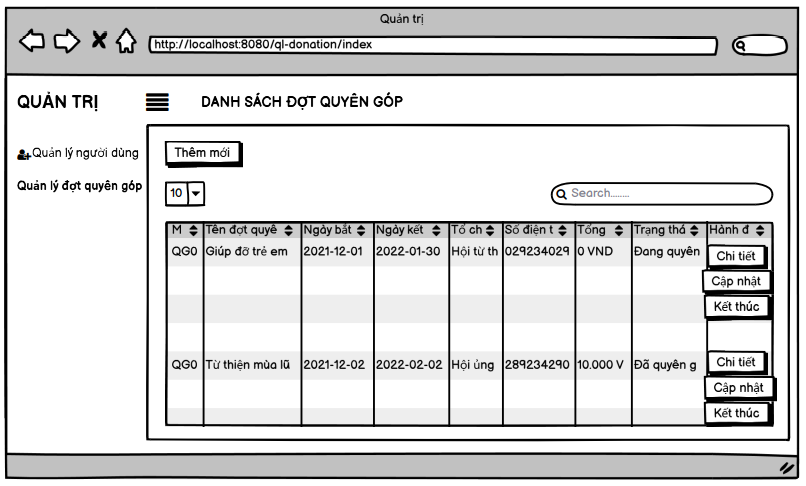 Quản trị
http://localhost:8080/ql-donation/index
QUẢN TRỊ
DANH SÁCH ĐỢT QUYÊN GÓP
Quản lý người dùng
Thêm mới
Quản lý đợt quyên góp
10
Search........
M Tên đợt quyê Ngày bắt Ngày kết Tổ ch Số điện t Tổng Trạng thá Hành đ
QG0 Giúp đỡ trẻ em 2021-12-01 2022-01-30 Hội từ th 029234029 0 VND Đang quyên Chi tiết
Cập nhật
Kết thúc
QG0 Từ thiện mùa lũ 2021-12-02 2022-02-02 Hội ủng 289234290 10.000 V Đã quyên g Chi tiết
Cập nhật
Kết thúc